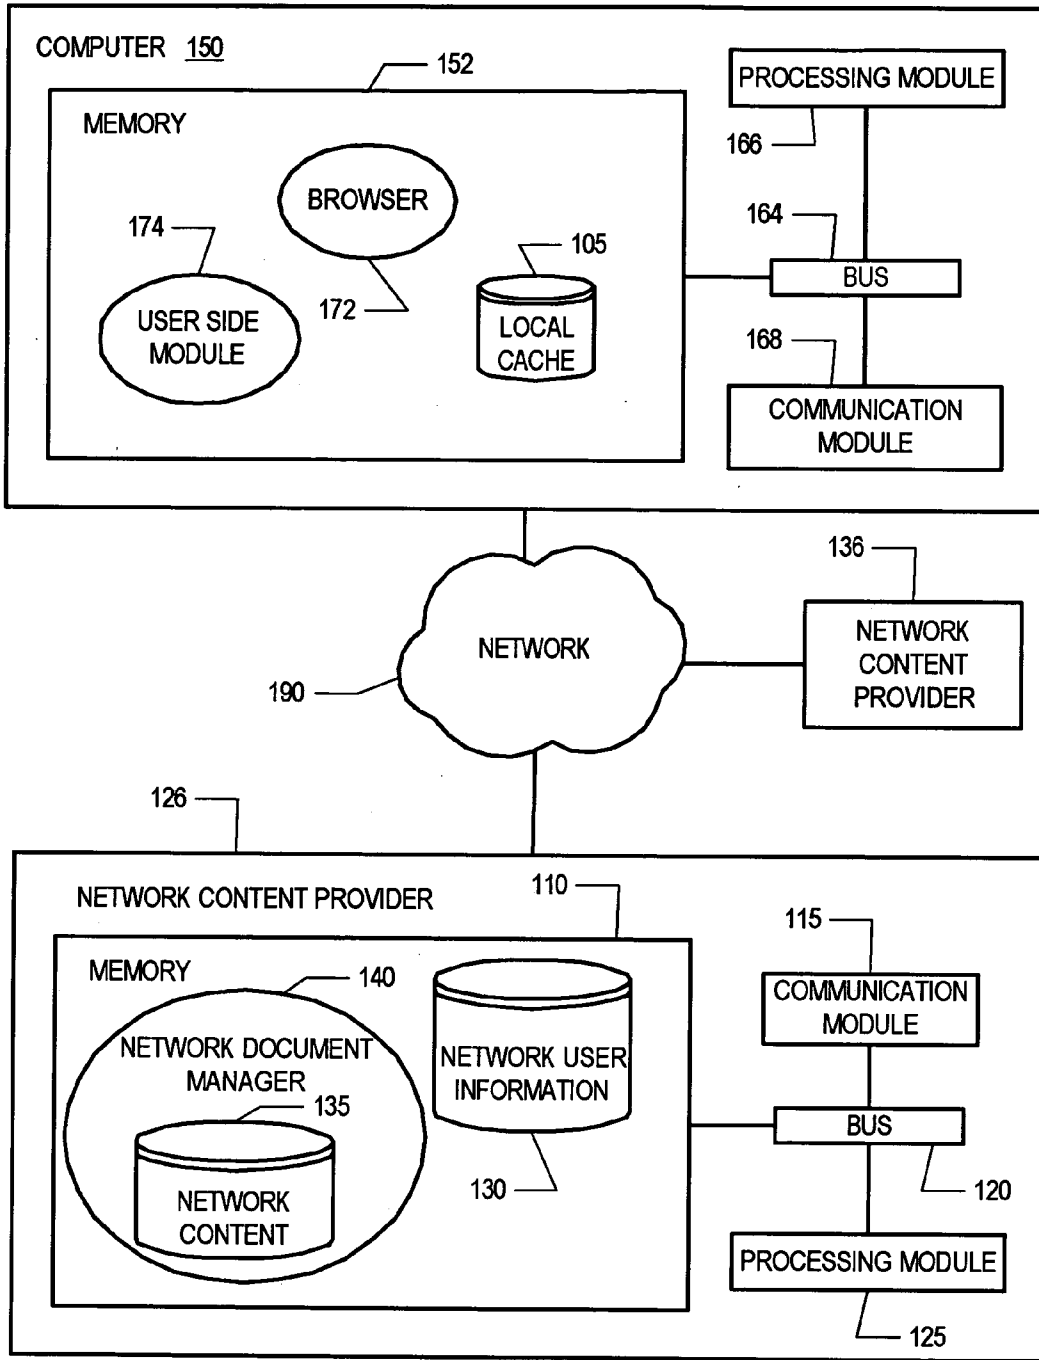 COMPUTER 150
152
PROCESSING MODULE
166
MEMORY
BROWSER
172
174
USER SIDE
MODULE
105
LOCAL
CACHE
164
BUS
168
COMMUNICATION
MODULE
NETWORK
190
136
NETWORK
CONTENT
PROVIDER
126
NETWORK CONTENT PROVIDER
110
MEMORY
140
NETWORK DOCUMENT
MANAGER
135
NETWORK
CONTENT
NETWORK USER
INFORMATION
130
115
COMMUNICATION
MODULE
BUS
120
PROCESSING MODULE
125